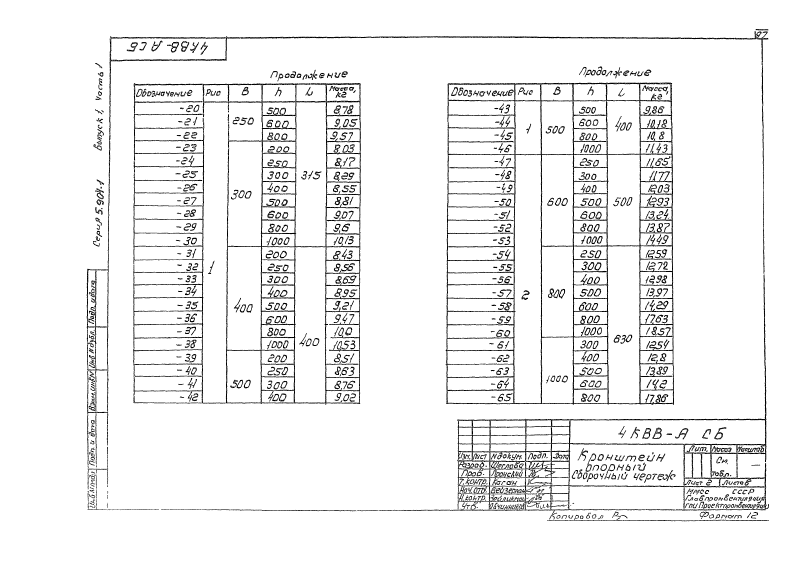 197
4КВВ-А СБ
Серия 5.904-1 Выпуск 1 Часть 1
Продолжение
Обозначение Рис В h L Масса, кг
-20 1 250 500 315 8,78
-21 600 9,05
-22 800 9,57
-23 300 200 8,03
-24 250 8,17
-25 300 8,29
-26 400 8,55
-27 500 8,81
-28 600 9,07
-29 800 9,6
-30 1000 10,13
-31 400 200 400 8,43
-32 250 8,56
-33 300 8,69
-34 400 8,95
-35 500 9,21
-36 600 9,47
-37 800 10,0
-38 1000 10,53
-39 500 200 8,51
-40 250 8,63
-41 300 8,76
-42 400 9,02
Продолжение
Обозначение Рис В h L Масса, кг
-43 1 500 500 400 9,86
-44 600 10,18
-45 800 10,8
-46 1000 11,43
-47 2 600 250 500 11,65
-48 300 11,77
-49 400 12,03
-50 500 12,93
-51 600 13,24
-52 800 13,87
-53 1000 14,49
-54 800 250 630 12,59
-55 300 12,72
-56 400 12,98
-57 500 13,97
-58 600 14,29
-59 800 17,63
-60 1000 18,57
-61 1000 300 12,54
-62 400 12,8
-63 500 13,89
-64 600 14,2
-65 800 17,86
4КВВ-А СБ
Кронштейн
опорный
Сборочный чертеж
Лит. Масса Масштаб
См.
табл.
—
Лист 2 Листов
ММСС СССР
Главпромвентиляция
ГПИ Проектпромвентиляция
Изм. Лист № докум. Подп. Дата
Разраб. Щеглова
Пров. Пронский
Т.контр. Каган
Нач.отд.
Н.контр.
Утв. Овчинников
Инв.№подл. Подп. и дата Взам.инв.№ Инв.№дубл. Подп. и дата
Копировал
Формат 12